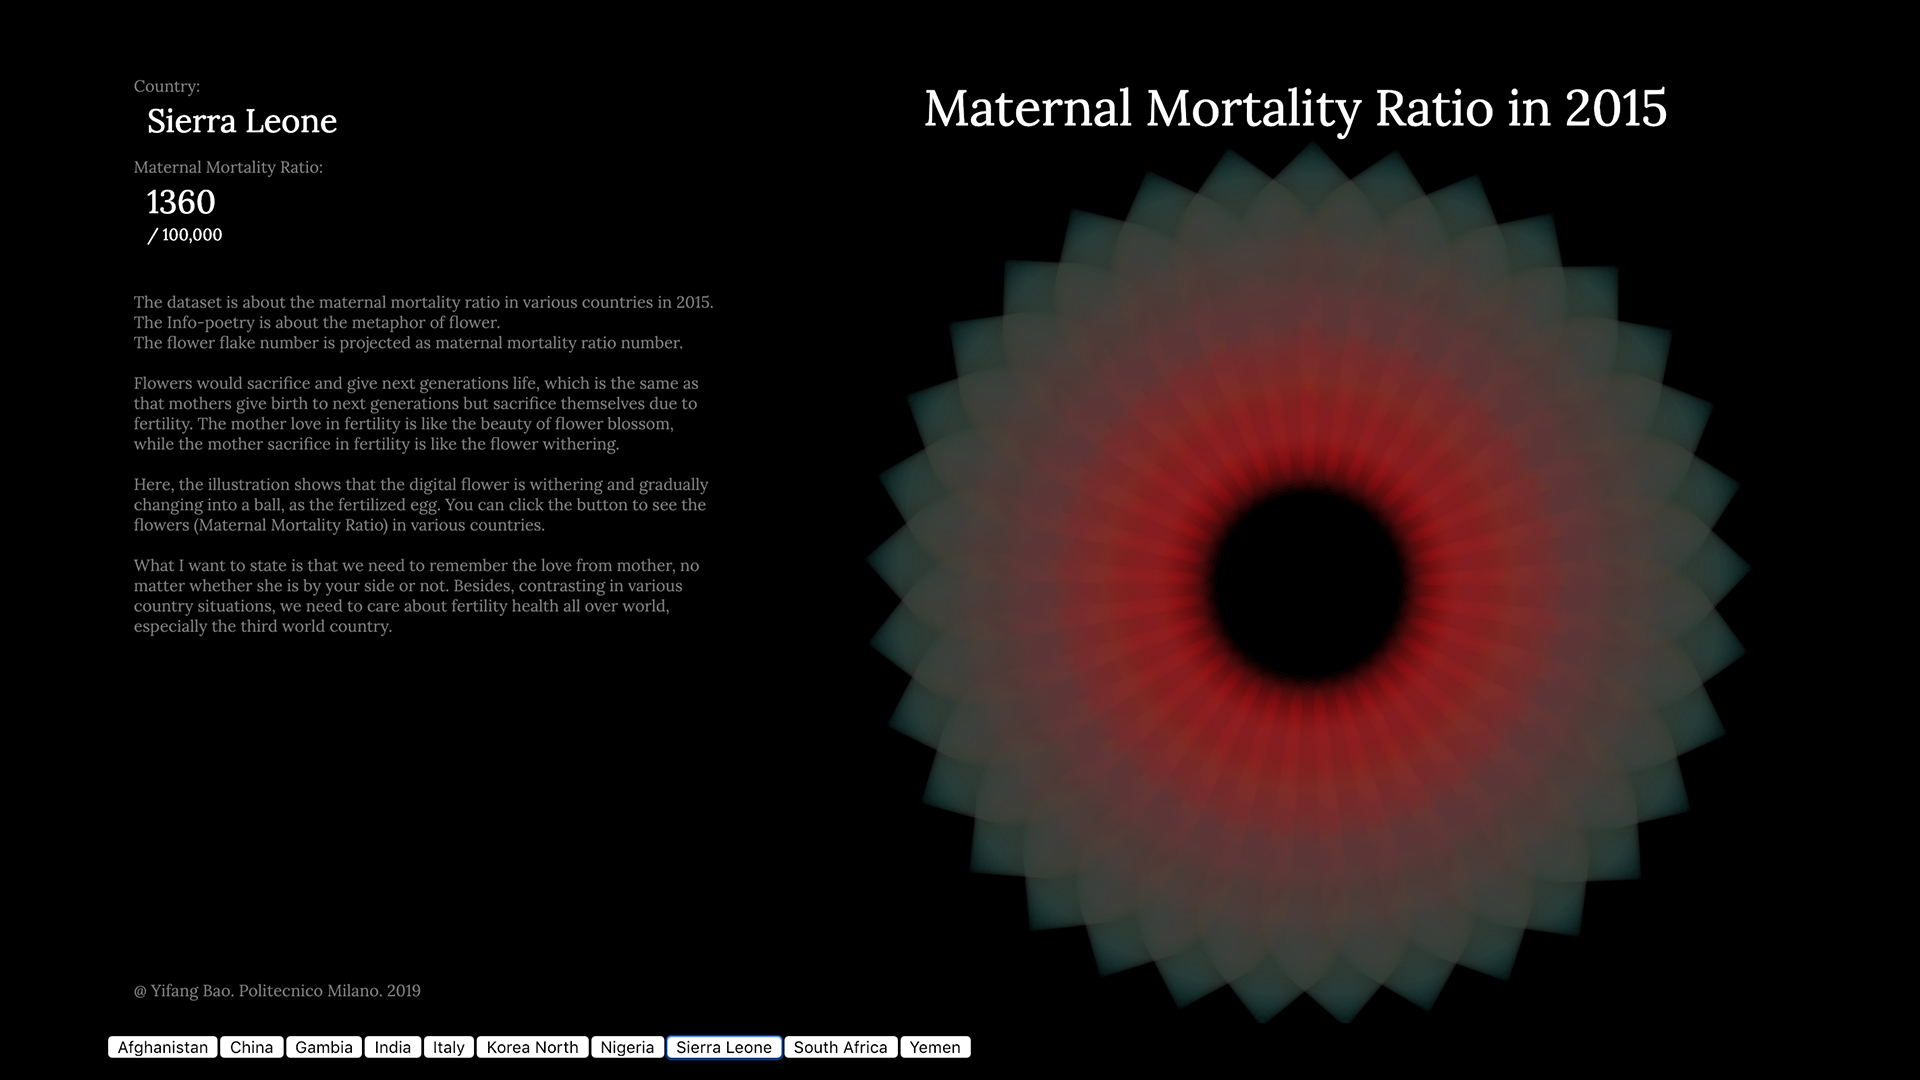 Country:
Sierra Leone
Maternal Mortality Ratio:
1360
/ 100,000
The dataset is about the maternal mortality ratio in various countries in 2015.
The Info-poetry is about the metaphor of flower.
The flower flake number is projected as maternal mortality ratio number.
Flowers would sacrifice and give next generations life, which is the same as
that mothers give birth to next generations but sacrifice themselves due to
fertility. The mother love in fertility is like the beauty of flower blossom,
while the mother sacrifice in fertility is like the flower withering.
Here, the illustration shows that the digital flower is withering and gradually
changing into a ball, as the fertilized egg. You can click the button to see the
flowers (Maternal Mortality Ratio) in various countries.
What I want to state is that we need to remember the love from mother, no
matter whether she is by your side or not. Besides, contrasting in various
country situations, we need to care about fertility health all over world,
especially the third world country.
@ Yifang Bao. Politecnico Milano. 2019
Maternal Mortality Ratio in 2015
Afghanistan China Gambia India Italy Korea North Nigeria Sierra Leone South Africa Yemen